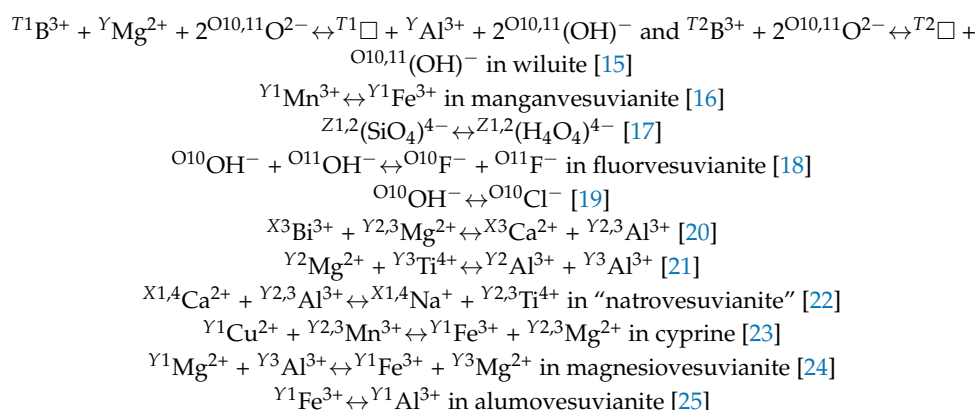 T1B3+ + YMg2+ + 2O10,11O2−↔T1□ + YAl3+ + 2O10,11(OH)− and T2B3+ + 2O10,11O2−↔T2□ +
O10,11(OH)− in wiluite [15]
Y1Mn3+↔Y1Fe3+ in manganvesuvianite [16]
Z1,2(SiO4)4−↔Z1,2(H4O4)4− [17]
O10OH− + O11OH−↔O10F− + O11F− in fluorvesuvianite [18]
O10OH−↔O10Cl− [19]
X3Bi3+ + Y2,3Mg2+↔X3Ca2+ + Y2,3Al3+ [20]
Y2Mg2+ + Y3Ti4+↔Y2Al3+ + Y3Al3+ [21]
X1,4Ca2+ + Y2,3Al3+↔X1,4Na+ + Y2,3Ti4+ in “natrovesuvianite” [22]
Y1Cu2+ + Y2,3Mn3+↔Y1Fe3+ + Y2,3Mg2+ in cyprine [23]
Y1Mg2+ + Y3Al3+↔Y1Fe3+ + Y3Mg2+ in magnesiovesuvianite [24]
Y1Fe3+↔Y1Al3+ in alumovesuvianite [25]